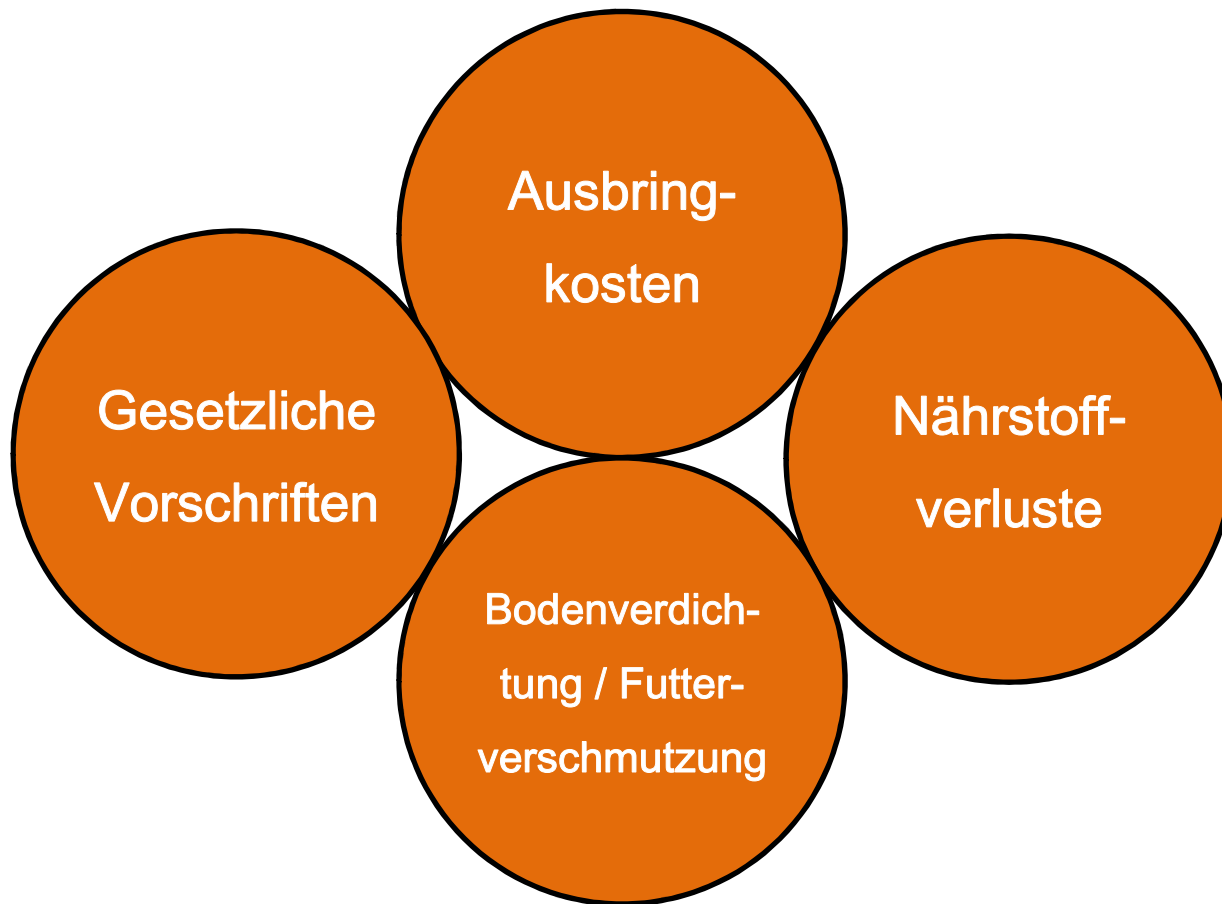 Ausbring-
kosten
Gesetzliche
Vorschriften
Nährstoff-
verluste
Bodenverdich-
tung / Futter-
verschmutzung